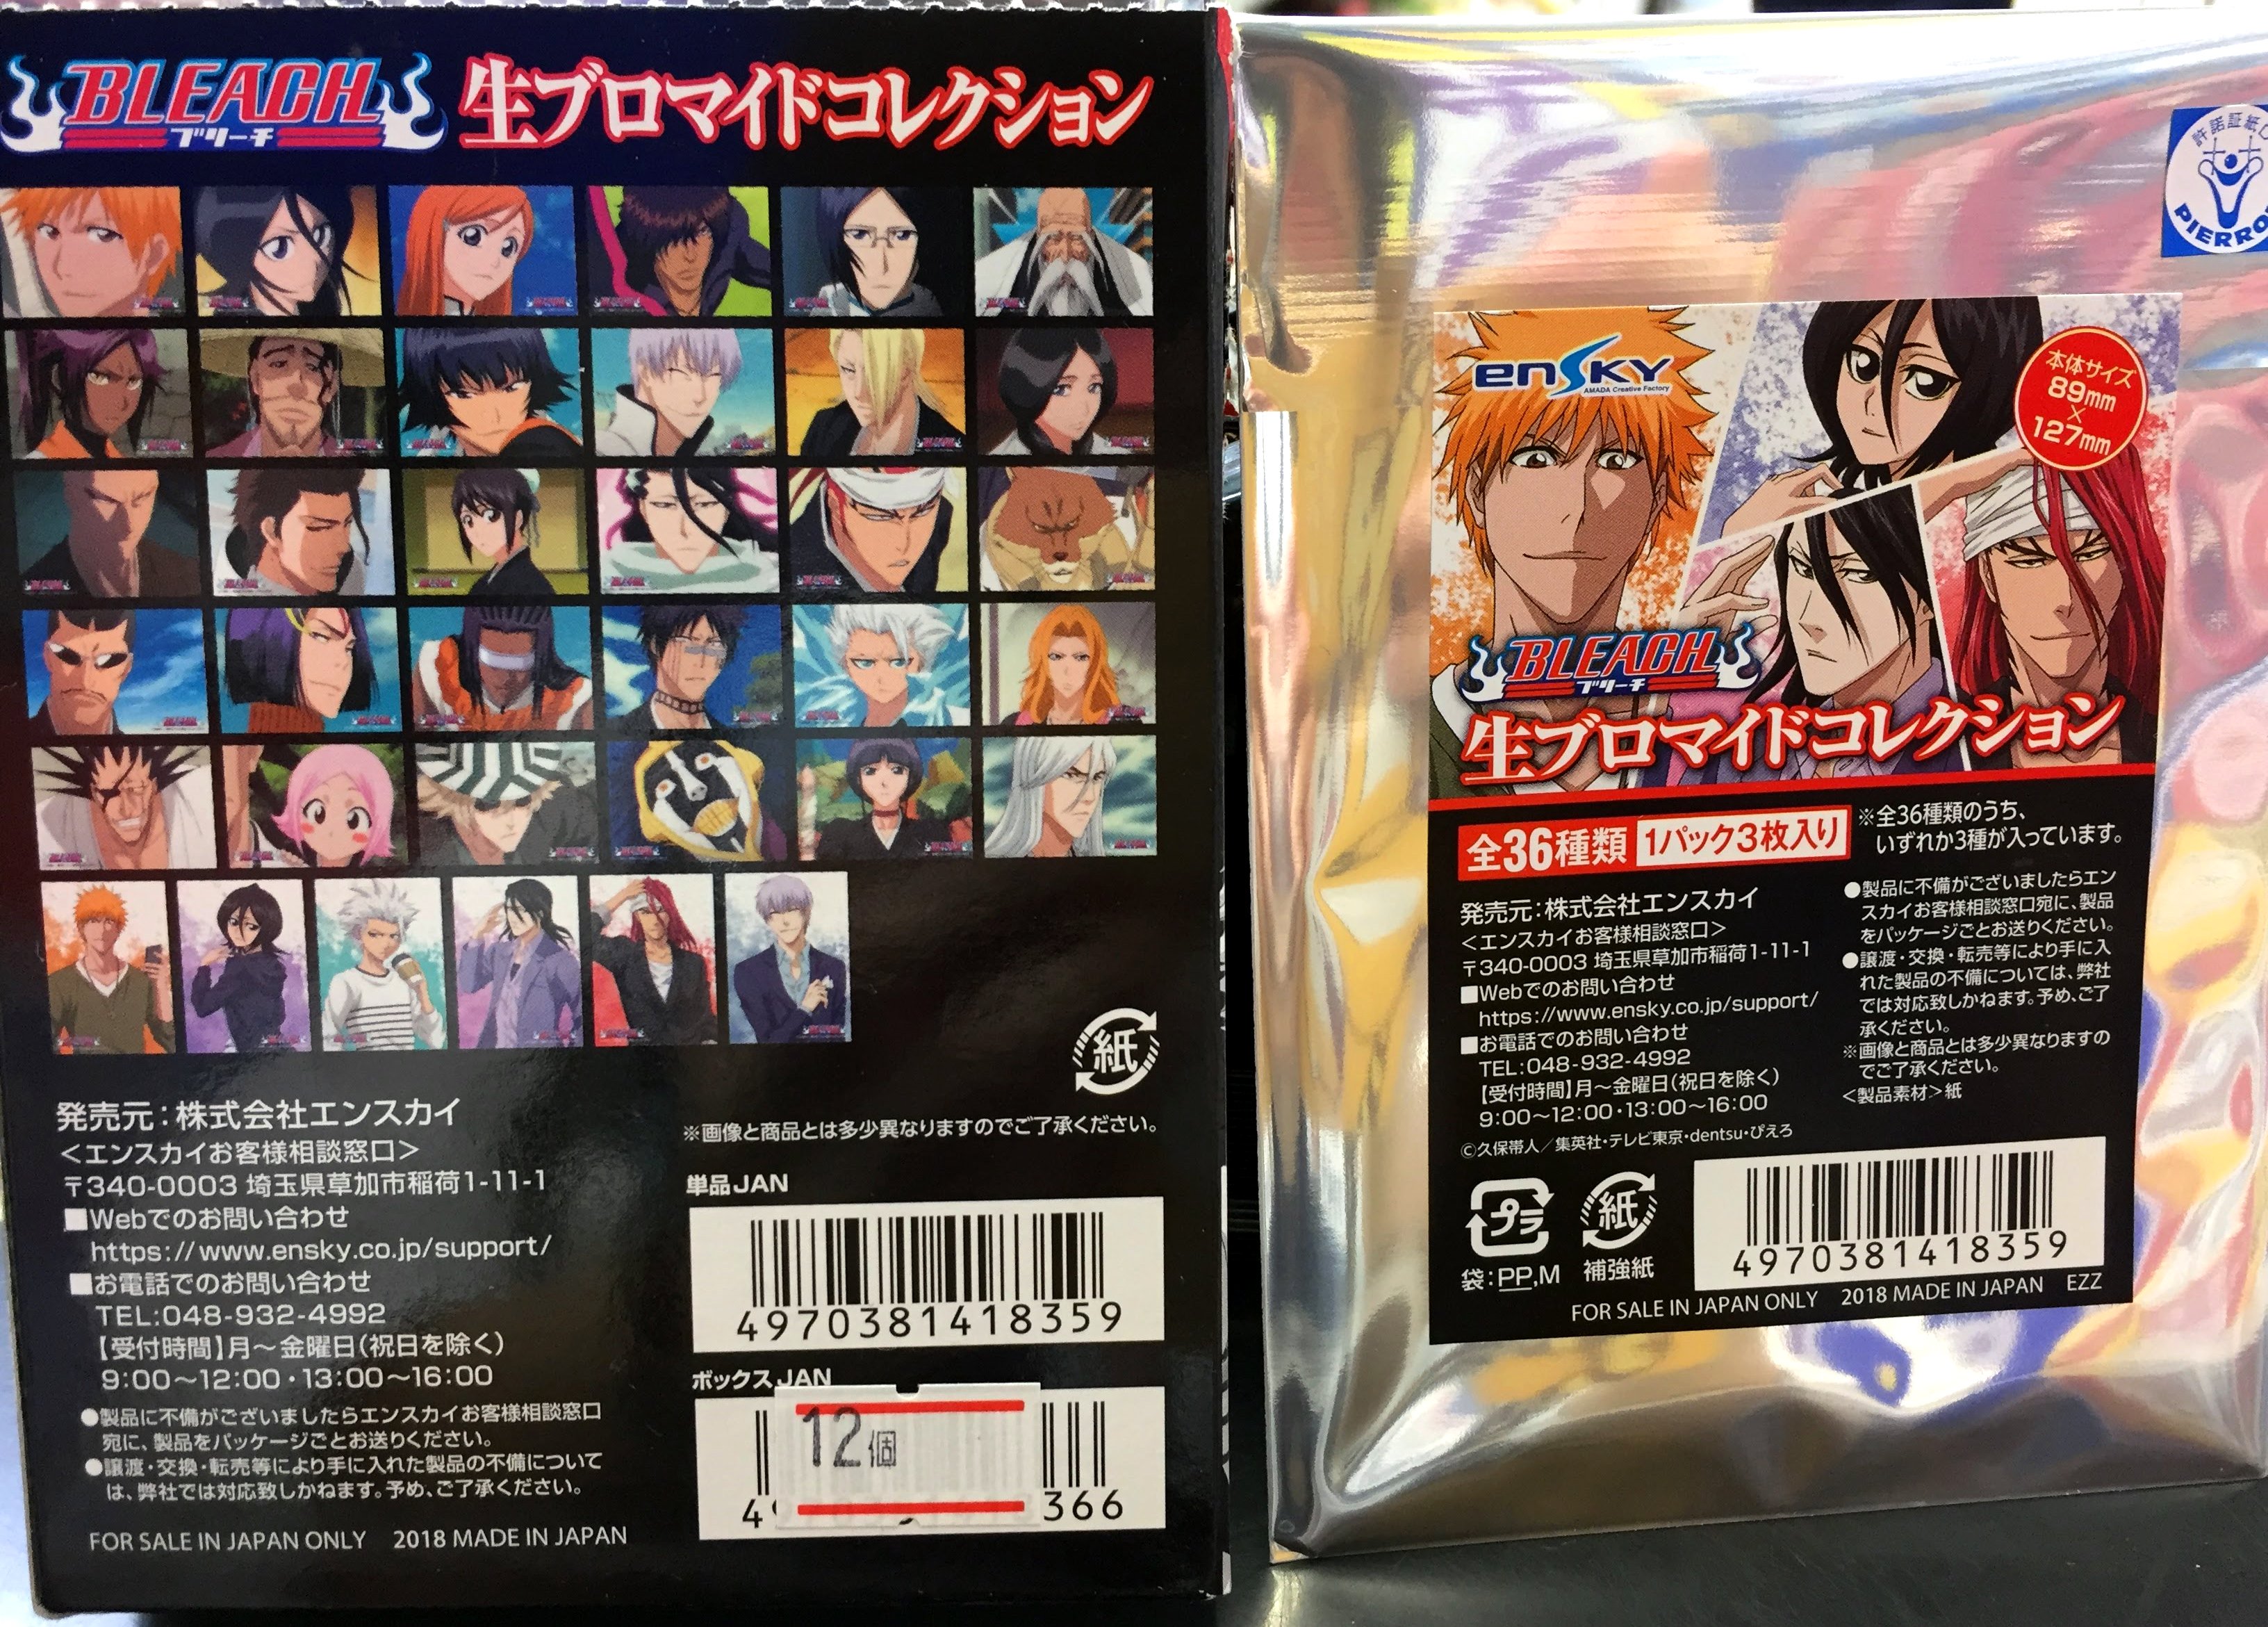 BLEACH
ブリーチ
生ブロマイドコレクション
紙
発売元：株式会社エンスカイ
＜エンスカイお客様相談窓口＞
〒340-0003 埼玉県草加市稲荷1-11-1
■Webでのお問い合わせ
https://www.ensky.co.jp/support/
■お電話でのお問い合わせ
TEL:048-932-4992
【受付時間】月～金曜日(祝日を除く)
9:00～12:00・13:00～16:00
●製品に不備がございましたらエンスカイお客様相談窓口
宛に、製品をパッケージごとお送りください。
●譲渡・交換・転売等により手に入れた製品の不備について
は、弊社では対応致しかねます。予め、ご了承ください。
FOR SALE IN JAPAN ONLY 2018 MADE IN JAPAN
※画像と商品とは多少異なりますのでご了承ください。
単品JAN
4970381418359
ボックスJAN
12個
366
許諾証紙
PIERRO
ensky
AMADA Creative Factory
本体サイズ
89mm
×
127mm
BLEACH
ブリーチ
生ブロマイドコレクション
全36種類 1パック3枚入り
※全36種類のうち、
いずれか3種が入っています。
発売元：株式会社エンスカイ
＜エンスカイお客様相談窓口＞
〒340-0003 埼玉県草加市稲荷1-11-1
■Webでのお問い合わせ
https://www.ensky.co.jp/support/
■お電話でのお問い合わせ
TEL:048-932-4992
【受付時間】月～金曜日(祝日を除く)
9:00～12:00・13:00～16:00
©久保帯人／集英社・テレビ東京・dentsu・ぴえろ
●製品に不備がございましたらエン
スカイお客様相談窓口宛に、製品
をパッケージごとお送りください。
●譲渡・交換・転売等により手に入
れた製品の不備については、弊社
では対応致しかねます。予め、ご了
承ください。
※画像と商品とは多少異なりますの
でご了承ください。
＜製品素材＞紙
プラ
袋：PP,M
紙
補強紙
4970381418359
FOR SALE IN JAPAN ONLY 2018 MADE IN JAPAN EZZ